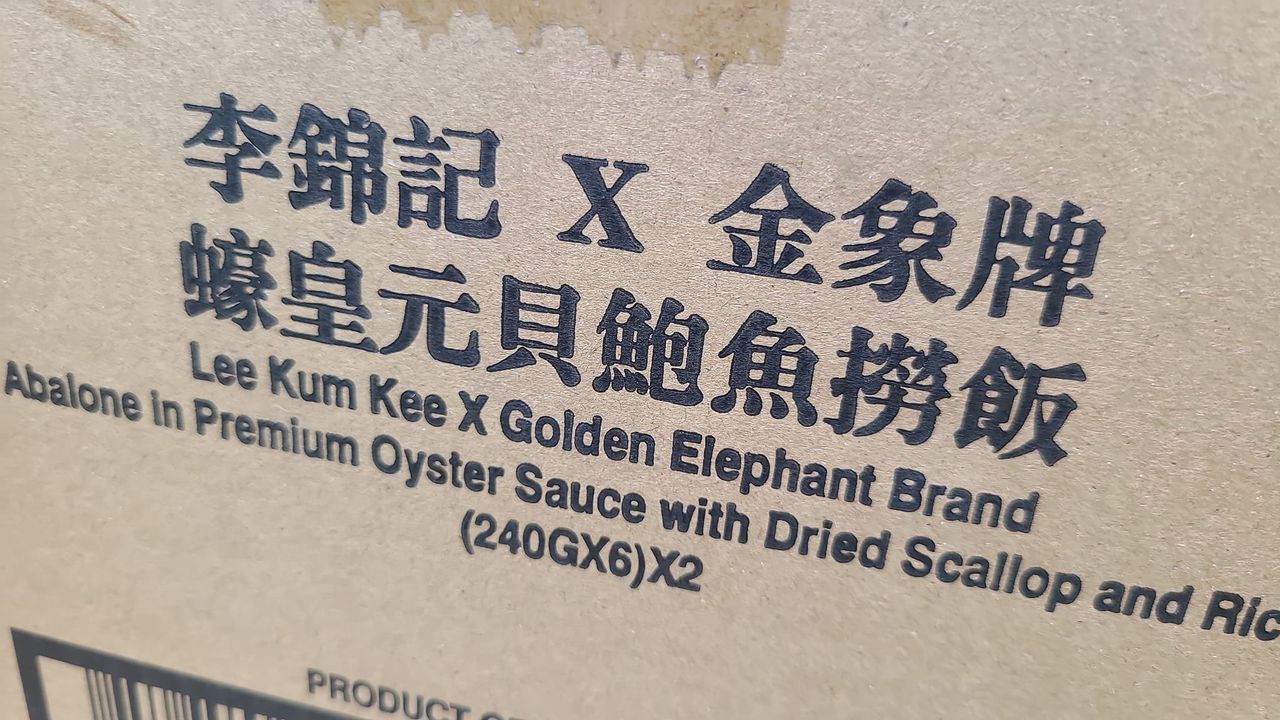 李錦記 X 金象牌
蠔皇元貝鮑魚撈飯
Lee Kum Kee X Golden Elephant Brand
Abalone in Premium Oyster Sauce with Dried Scallop and Ric
(240GX6)X2
PRODUCT